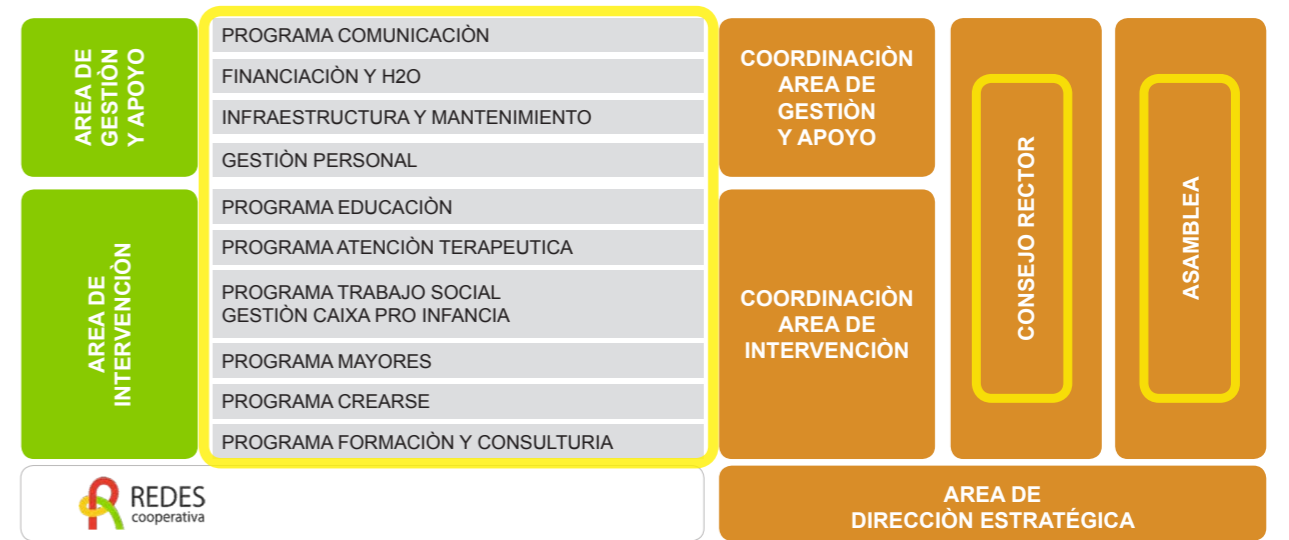 AREA DE
GESTIÒN
Y APOYO
PROGRAMA COMUNICACIÒN
FINANCIACIÒN Y H2O
INFRAESTRUCTURA Y MANTENIMIENTO
GESTIÒN PERSONAL
COORDINACIÒN
AREA DE
GESTIÒN
Y APOYO
AREA DE
INTERVENCIÒN
PROGRAMA EDUCACIÒN
PROGRAMA ATENCIÒN TERAPEUTICA
PROGRAMA TRABAJO SOCIAL
GESTIÒN CAIXA PRO INFANCIA
PROGRAMA MAYORES
PROGRAMA CREARSE
PROGRAMA FORMACIÒN Y CONSULTURIA
COORDINACIÒN
AREA DE
INTERVENCIÒN
CONSEJO RECTOR
ASAMBLEA
REDES
cooperativa
AREA DE
DIRECCIÒN ESTRATÉGICA